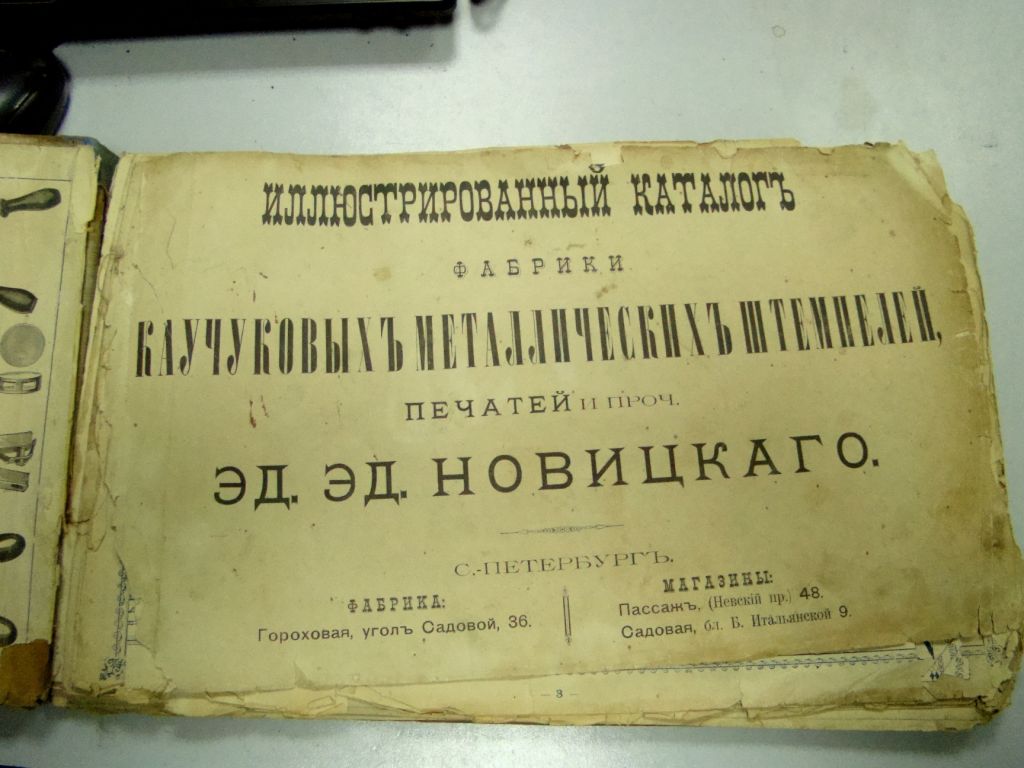 ИЛЛЮСТРИРОВАННЫЙ КАТАЛОГЪ
ФАБРИКИ
КАУЧУКОВЫХЪ МЕТАЛЛИЧЕСКИХЪ ШТЕМПЕЛЕЙ,
ПЕЧАТЕЙ И ПРОЧ.
ЭД. ЭД. НОВИЦКАГО.
С.-ПЕТЕРБУРГЪ.
ФАБРИКА:
Гороховая, уголъ Садовой, 36.
МАГАЗИНЫ:
Пассажъ, (Невскій пр.) 48.
Садовая, бл. Б. Итальянской 9.
— 3 —